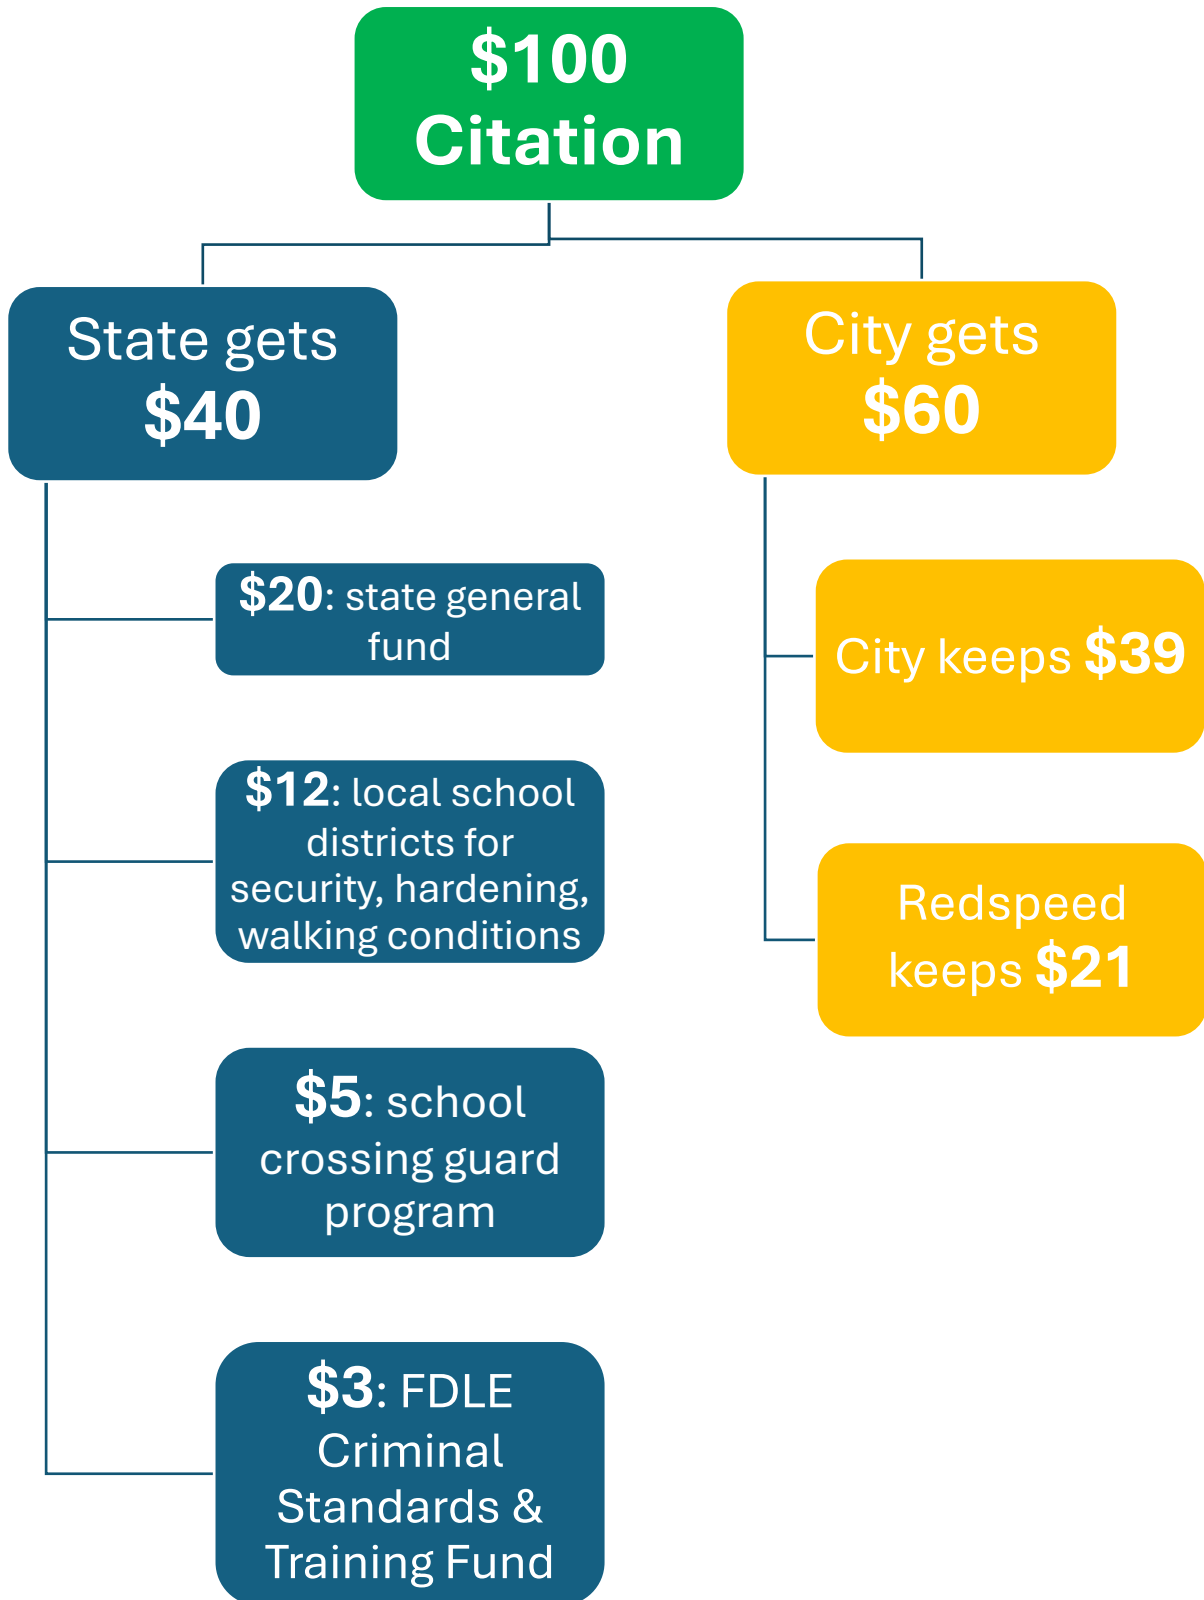 $100
Citation
State gets
$40
$20: state general
fund
$12: local school
districts for
security, hardening,
walking conditions
$5: school
crossing guard
program
$3: FDLE
Criminal
Standards &
Training Fund
City gets
$60
City keeps $39
Redspeed
keeps $21